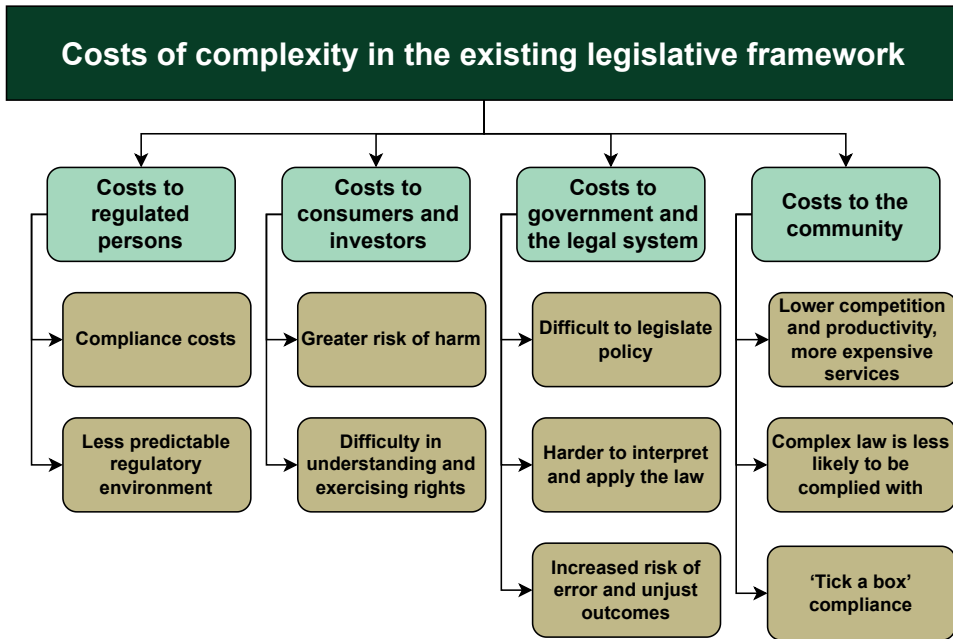 Costs of complexity in the existing legislative framework
Costs to
regulated
persons
Costs to
consumers and
investors
Costs to
government and
the legal system
Costs to the
community
Compliance costs
Greater risk of harm
Difficult to legislate
policy
Lower competition
and productivity,
more expensive
services
Less predictable
regulatory
environment
Difficulty in
understanding and
exercising rights
Harder to interpret
and apply the law
Complex law is less
likely to be
complied with
Increased risk of
error and unjust
outcomes
‘Tick a box’
compliance